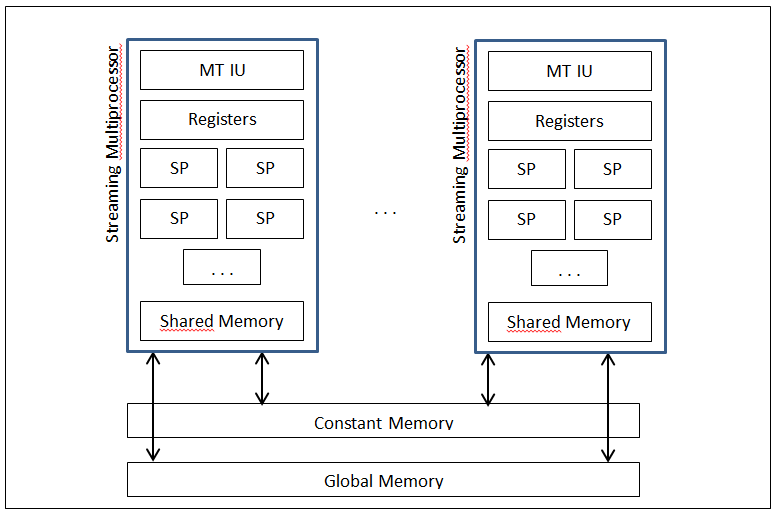 Streaming Multiprocessor
MT IU
Registers
SP SP
SP SP
. . .
Shared Memory
. . .
Streaming Multiprocessor
MT IU
Registers
SP SP
SP SP
. . .
Shared Memory
Constant Memory
Global Memory